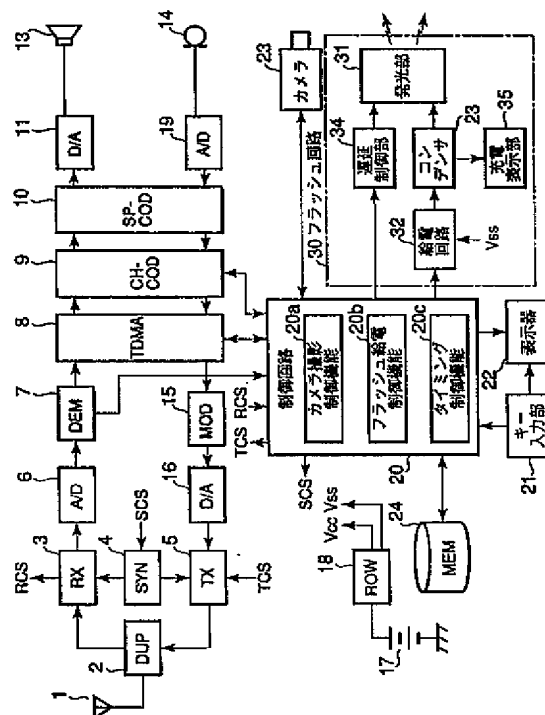 1
2
DUP
RCS
3
RX
4
SYN
SCS
5
TX
TCS
6
A/D
7
DEM
8
TDMA
9
CH-COD
10
SP-COD
11
D/A
13
14
19
A/D
15
MOD
16
D/A
TCS
RCS
SCS
17
18
ROW
Vcc
Vss
20
制御回路
20a
カメラ撮影
制御機能
20b
フラッシュ給電
制御機能
20c
タイミング
制御機能
24
MEM
21
キー
入力部
22
表示器
23
カメラ
30
フラッシュ回路
31
発光部
34
遅延
制御部
32
給電
回路
Vss
23
コン
デンサ
35
充電
表示部